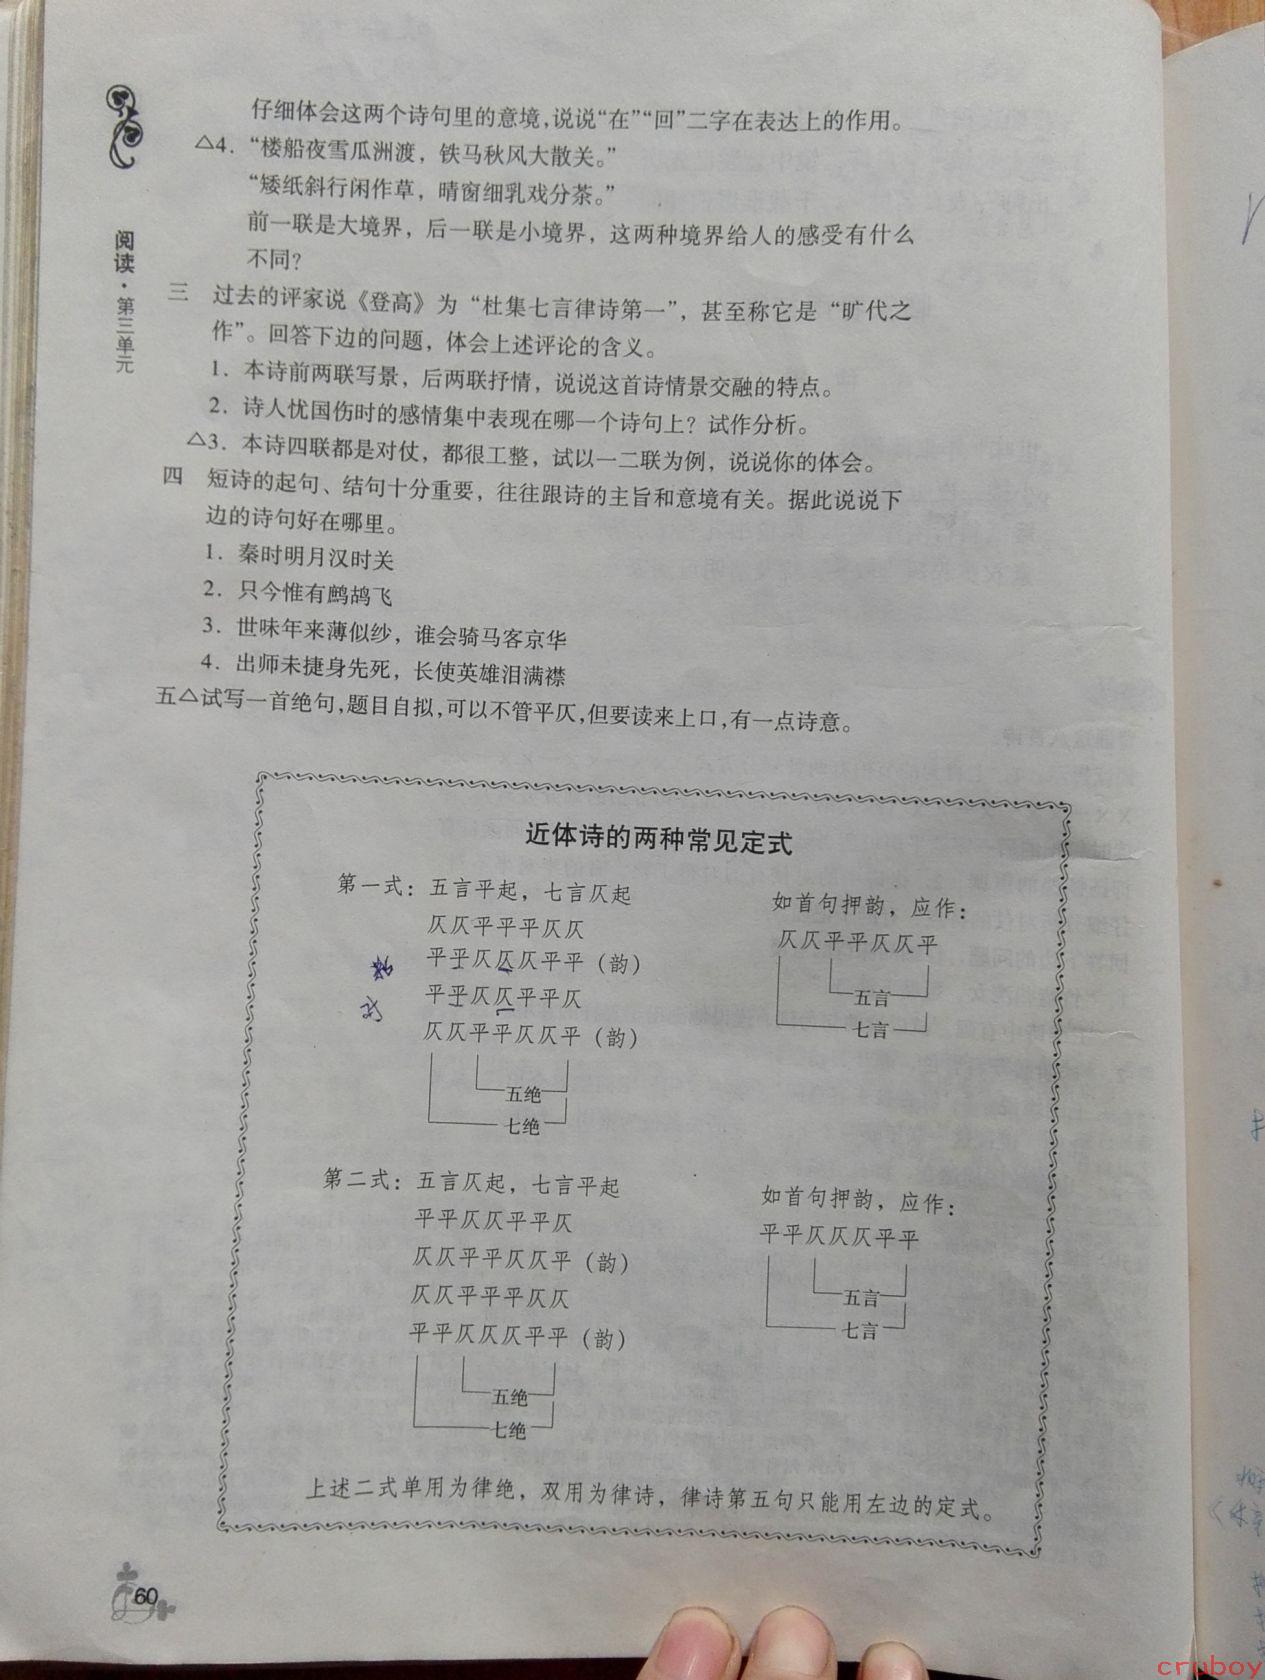 仔细体会这两个诗句里的意境,说说“在”“回”二字在表达上的作用。
△4．“楼船夜雪瓜洲渡，铁马秋风大散关。”
“矮纸斜行闲作草，晴窗细乳戏分茶。”
前一联是大境界，后一联是小境界，这两种境界给人的感受有什么
不同？
阅读·第三单元
三 过去的评家说《登高》为“杜集七言律诗第一”，甚至称它是“旷代之
作”。回答下边的问题，体会上述评论的含义。
1．本诗前两联写景，后两联抒情，说说这首诗情景交融的特点。
2．诗人忧国伤时的感情集中表现在哪一个诗句上？试作分析。
△3．本诗四联都是对仗，都很工整，试以一二联为例，说说你的体会。
四 短诗的起句、结句十分重要，往往跟诗的主旨和意境有关。据此说说下
边的诗句好在哪里。
1．秦时明月汉时关
2．只今惟有鹧鸪飞
3．世味年来薄似纱，谁会骑马客京华
4．出师未捷身先死，长使英雄泪满襟
五△试写一首绝句,题目自拟,可以不管平仄,但要读来上口,有一点诗意。
近体诗的两种常见定式
第一式：五言平起，七言仄起
仄仄平平平仄仄
平平仄仄仄平平（韵）
平平仄仄平平仄
仄仄平平仄仄平（韵）
五绝
七绝
如首句押韵，应作：
仄仄平平仄仄平
五言
七言
第二式：五言仄起，七言平起
平平仄仄平平仄
仄仄平平仄仄平（韵）
仄仄平平平仄仄
平平仄仄仄平平（韵）
五绝
七绝
如首句押韵，应作：
平平仄仄仄平平
五言
七言
上述二式单用为律绝，双用为律诗，律诗第五句只能用左边的定式。
60
cruboy